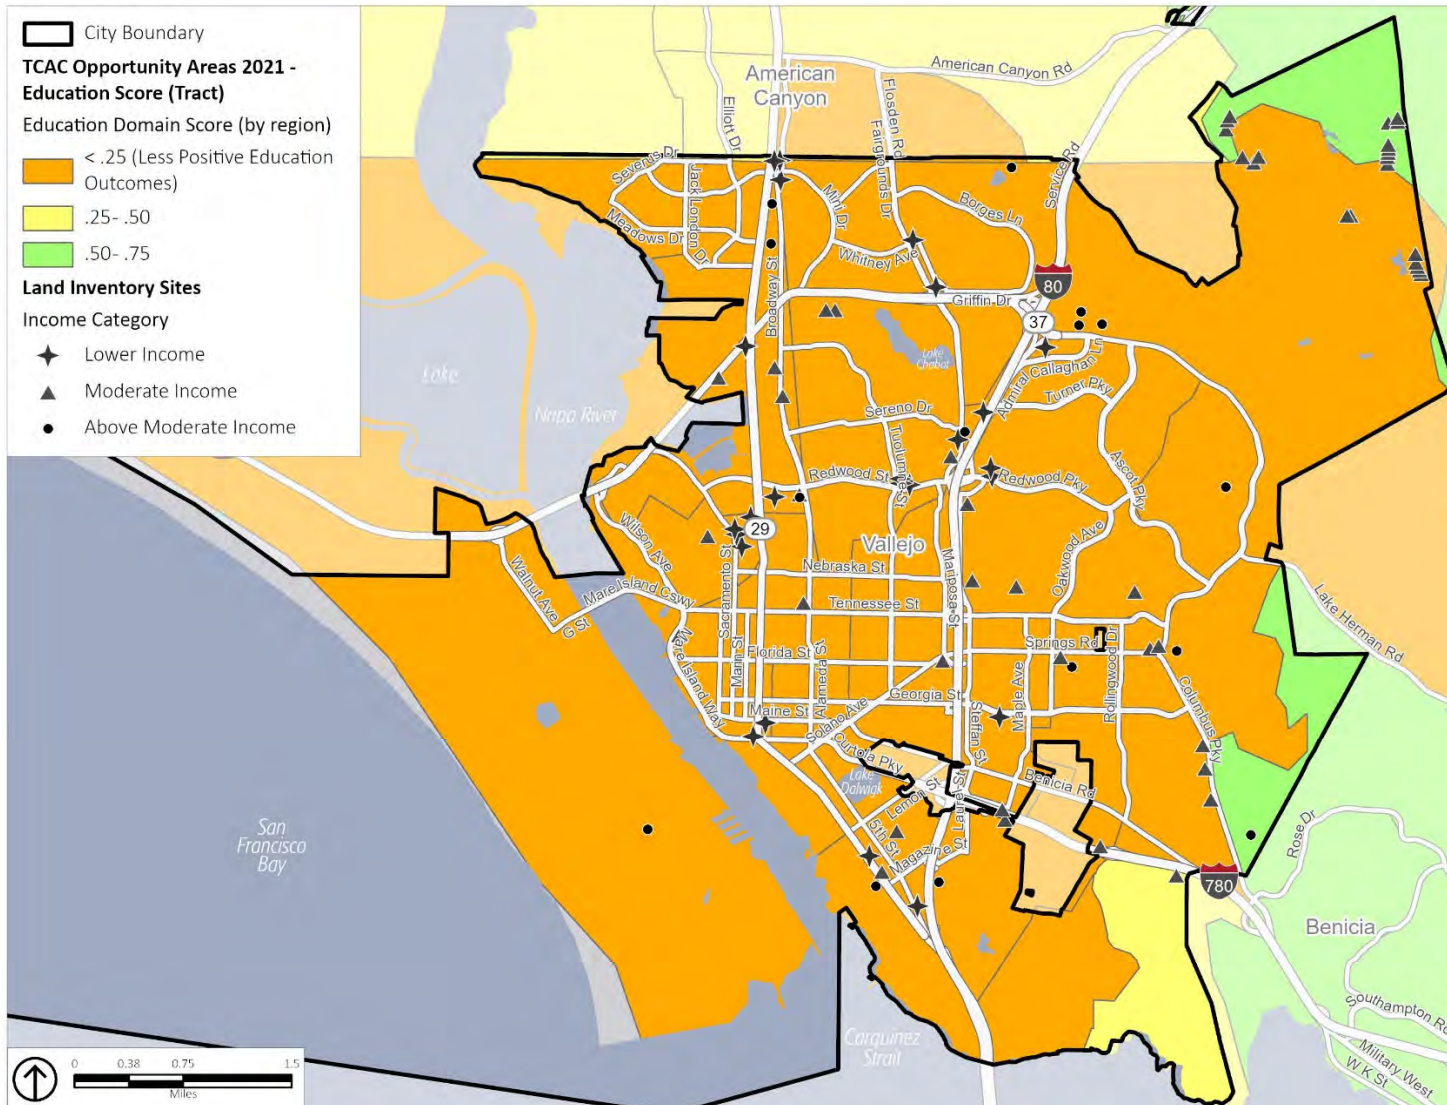 City Boundary
TCAC Opportunity Areas 2021 -
Education Score (Tract)
Education Domain Score (by region)
< .25 (Less Positive Education
Outcomes)
.25- .50
.50- .75
Land Inventory Sites
Income Category
Lower Income
Moderate Income
Above Moderate Income
American
Canyon
American Canyon Rd
Elliott Dr
Flosden Rd
Fairgrounds Dr
Service Rd
Severus Dr
Jack London Dr
Meadows Dr
Broadway St
Mini Dr
Whitney Ave
Borges Ln
80
Griffin Dr
37
Lake
Chabot
Admiral Callaghan Ln
Turner Pky
Lake
Napa River
Sereno Dr
Tuolumne St
Redwood St
Redwood Pky
Ascot Pky
29
Vallejo
Wilson Ave
Sacramento St
Nebraska St
Mariposa St
Oakwood Ave
Walnut Ave
G St
Mare Island Cswy
Tennessee St
Lake Herman Rd
Marin St
Florida St
Alameda St
Springs Rd
Rollingwood Dr
Mare Island Way
Georgia St
Maple Ave
Maine St
Solano Ave
Steffan St
Columbus Pky
Curtola Pky
Lake
Dalwigk
Lemon St
Laurel St
Benicia Rd
Rose Dr
San
Francisco
Bay
5th St
Magazine St
780
Benicia
Southampton Rd
Carquinez
Strait
Military West
W K St
0 0.38 0.75 1.5
Miles